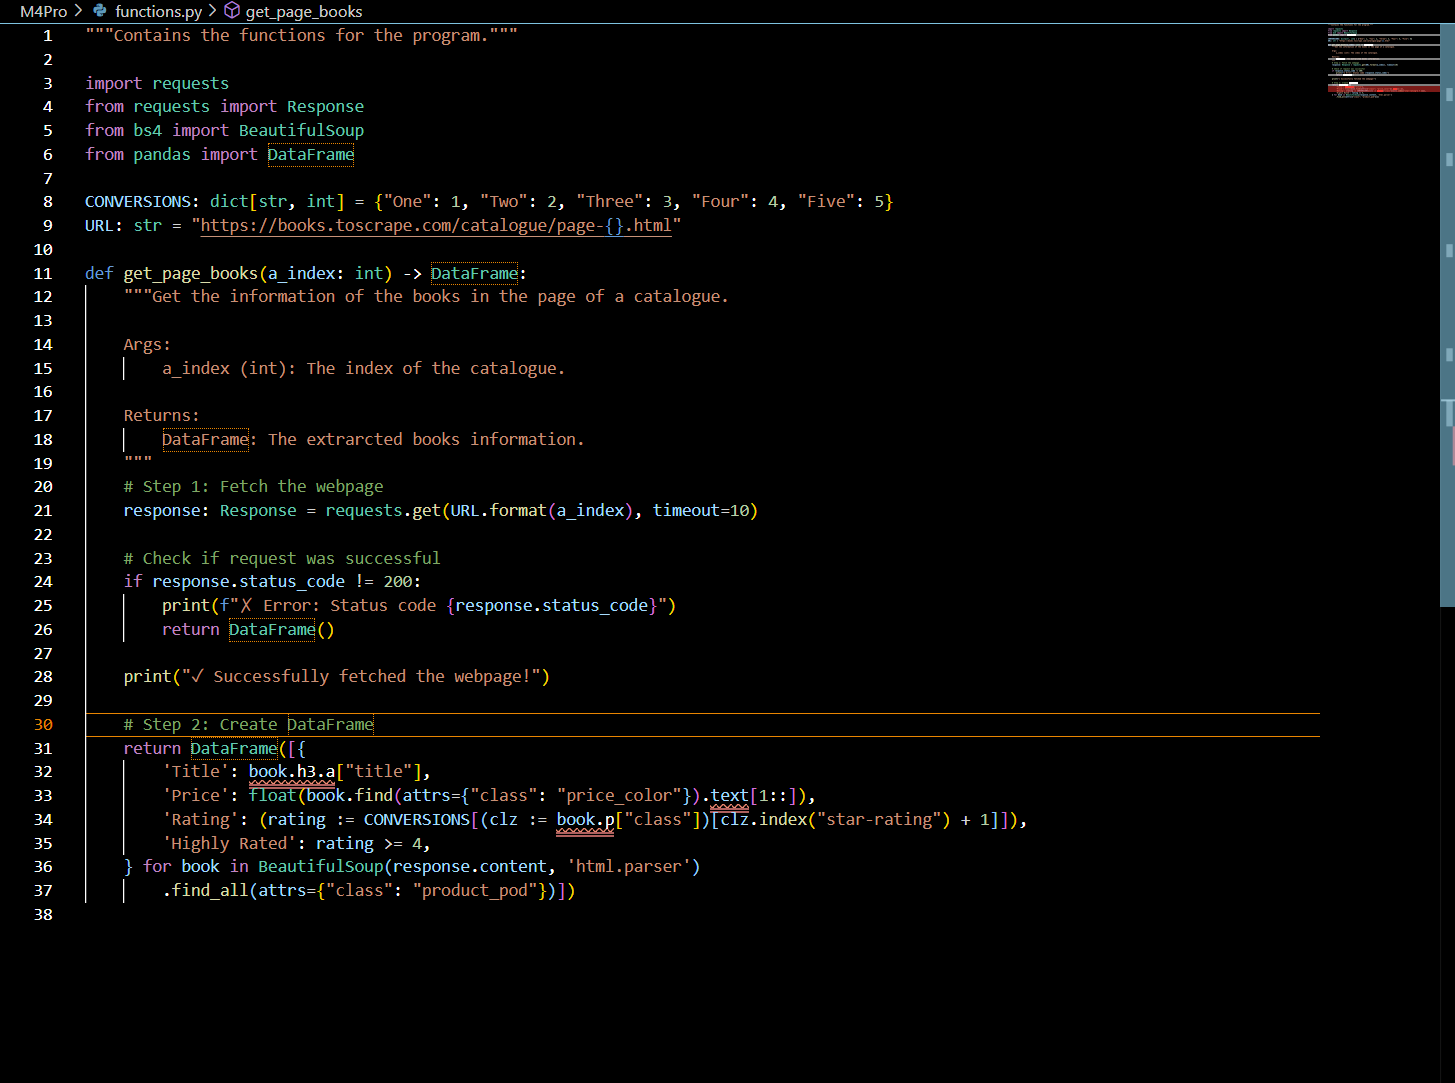 M4Pro > functions.py > get_page_books
1 """Contains the functions for the program."""
2
3 import requests
4 from requests import Response
5 from bs4 import BeautifulSoup
6 from pandas import DataFrame
7
8 CONVERSIONS: dict[str, int] = {"One": 1, "Two": 2, "Three": 3, "Four": 4, "Five": 5}
9 URL: str = "https://books.toscrape.com/catalogue/page-{}.html"
10
11 def get_page_books(a_index: int) -> DataFrame:
12     """Get the information of the books in the page of a catalogue.
13
14     Args:
15         a_index (int): The index of the catalogue.
16
17     Returns:
18         DataFrame: The extrarcted books information.
19     """
20     # Step 1: Fetch the webpage
21     response: Response = requests.get(URL.format(a_index), timeout=10)
22
23     # Check if request was successful
24     if response.status_code != 200:
25         print(f"✗ Error: Status code {response.status_code}")
26         return DataFrame()
27
28     print("✓ Successfully fetched the webpage!")
29
30     # Step 2: Create DataFrame
31     return DataFrame([{
32         'Title': book.h3.a["title"],
33         'Price': float(book.find(attrs={"class": "price_color"}).text[1::]),
34         'Rating': (rating := CONVERSIONS[(clz := book.p["class"])[clz.index("star-rating") + 1]]),
35         'Highly Rated': rating >= 4,
36     } for book in BeautifulSoup(response.content, 'html.parser')
37         .find_all(attrs={"class": "product_pod"})])
38